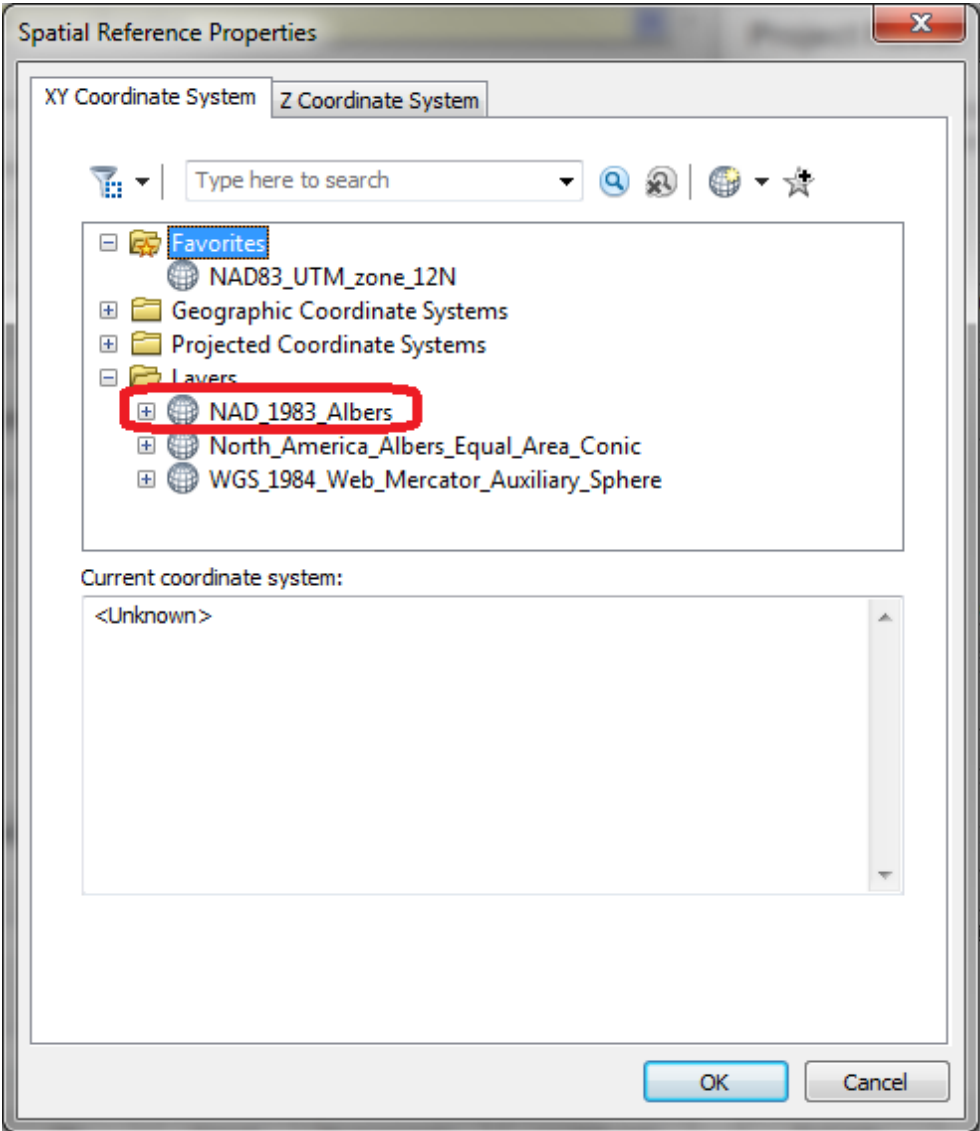 Spatial Reference Properties
XY Coordinate System
Z Coordinate System
Type here to search
Favorites
NAD83_UTM_zone_12N
Geographic Coordinate Systems
Projected Coordinate Systems
Layers
NAD_1983_Albers
North_America_Albers_Equal_Area_Conic
WGS_1984_Web_Mercator_Auxiliary_Sphere
Current coordinate system:
<Unknown>
OK
Cancel